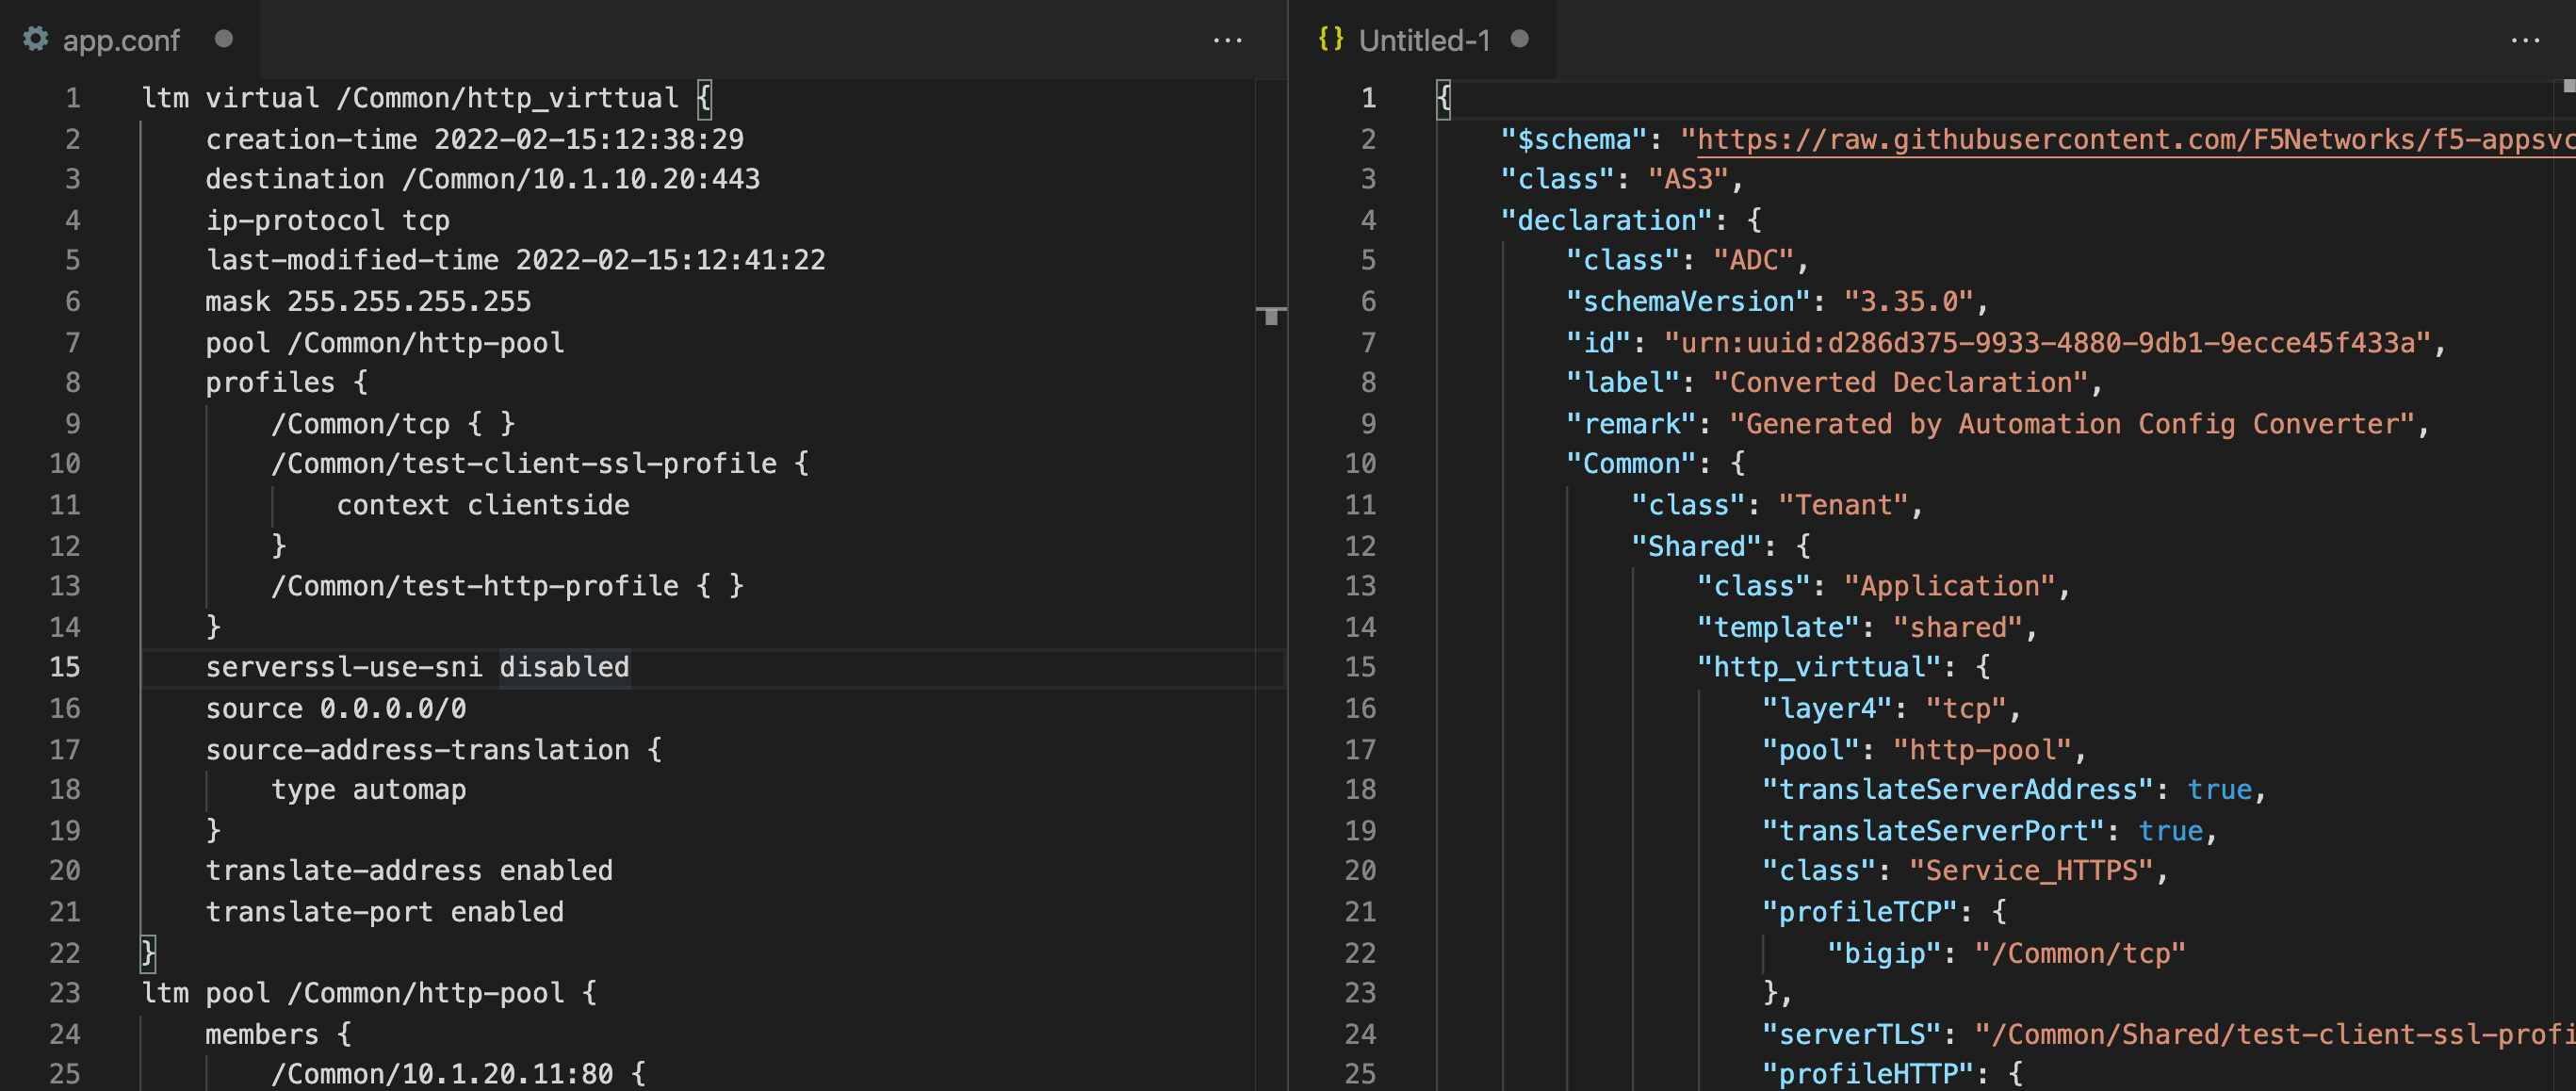 app.conf
1 ltm virtual /Common/http_virttual {
2 creation-time 2022-02-15:12:38:29
3 destination /Common/10.1.10.20:443
4 ip-protocol tcp
5 last-modified-time 2022-02-15:12:41:22
6 mask 255.255.255.255
7 pool /Common/http-pool
8 profiles {
9 /Common/tcp { }
10 /Common/test-client-ssl-profile {
11 context clientside
12 }
13 /Common/test-http-profile { }
14 }
15 serverssl-use-sni disabled
16 source 0.0.0.0/0
17 source-address-translation {
18 type automap
19 }
20 translate-address enabled
21 translate-port enabled
22 }
23 ltm pool /Common/http-pool {
24 members {
25 /Common/10.1.20.11:80 {
{} Untitled-1
1 {
2 "$schema": "https://raw.githubusercontent.com/F5Networks/f5-appsvc
3 "class": "AS3",
4 "declaration": {
5 "class": "ADC",
6 "schemaVersion": "3.35.0",
7 "id": "urn:uuid:d286d375-9933-4880-9db1-9ecce45f433a",
8 "label": "Converted Declaration",
9 "remark": "Generated by Automation Config Converter",
10 "Common": {
11 "class": "Tenant",
12 "Shared": {
13 "class": "Application",
14 "template": "shared",
15 "http_virttual": {
16 "layer4": "tcp",
17 "pool": "http-pool",
18 "translateServerAddress": true,
19 "translateServerPort": true,
20 "class": "Service_HTTPS",
21 "profileTCP": {
22 "bigip": "/Common/tcp"
23 },
24 "serverTLS": "/Common/Shared/test-client-ssl-profi
25 "profileHTTP": {